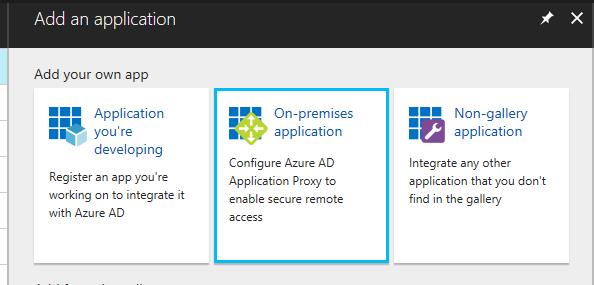 Add an application
Add your own app
Application
you're
developing
Register an app you're
working on to integrate it
with Azure AD
On-premises
application
Configure Azure AD
Application Proxy to
enable secure remote
access
Non-gallery
application
Integrate any other
application that you don't
find in the gallery